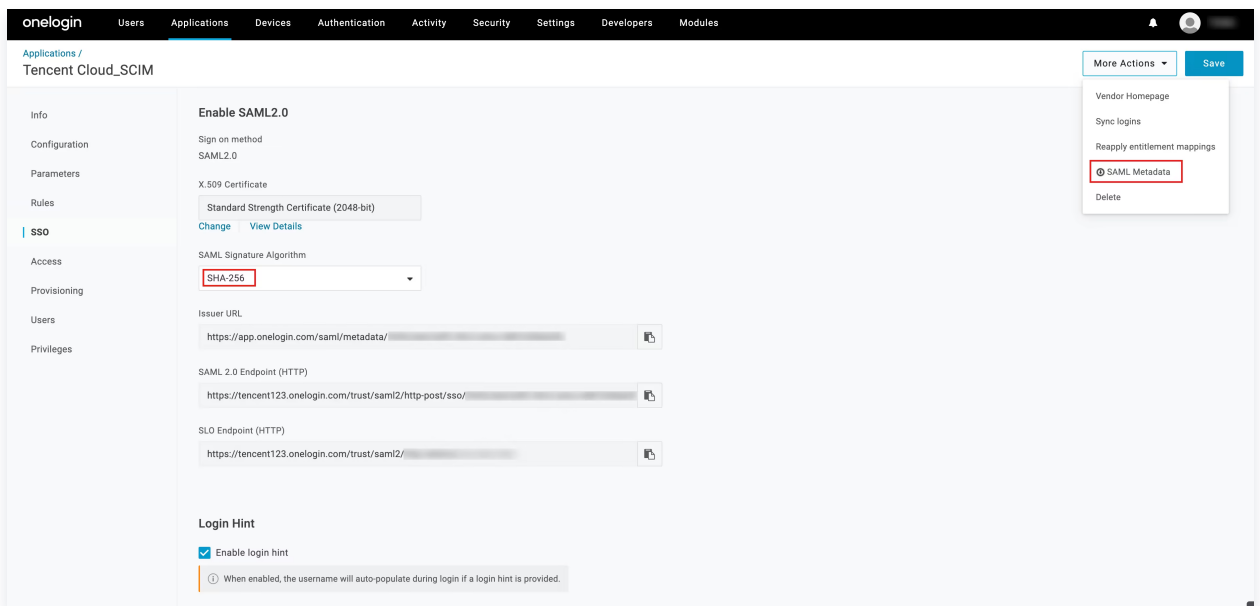 onelogin Users Applications Devices Authentication Activity Security Settings Developers Modules
Applications /
Tencent Cloud_SCIM
More Actions
Save
Vendor Homepage
Sync logins
Reapply entitlement mappings
SAML Metadata
Delete
Info
Configuration
Parameters
Rules
SSO
Access
Provisioning
Users
Privileges
Enable SAML2.0
Sign on method
SAML2.0
X.509 Certificate
Standard Strength Certificate (2048-bit)
Change View Details
SAML Signature Algorithm
SHA-256
Issuer URL
https://app.onelogin.com/saml/metadata/
SAML 2.0 Endpoint (HTTP)
https://tencent123.onelogin.com/trust/saml2/http-post/sso/
SLO Endpoint (HTTP)
https://tencent123.onelogin.com/trust/saml2/
Login Hint
Enable login hint
When enabled, the username will auto-populate during login if a login hint is provided.